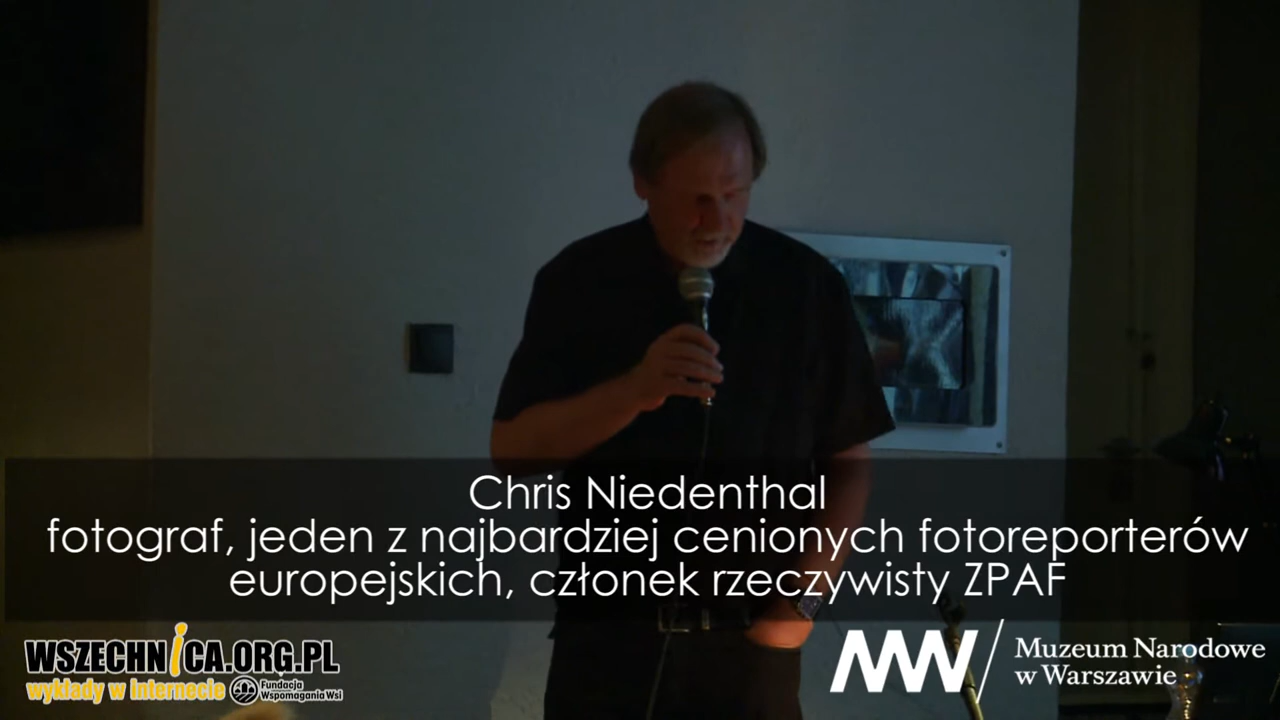 Chris Niedenthal
fotograf, jeden z najbardziej cenionych fotoreporterów
europejskich, członek rzeczywisty ZPAF
WSZECHNICA.ORG.PL
wykłady w internecie
Fundacja
Wspomagania Wsi
MNW
Muzeum Narodowe
w Warszawie